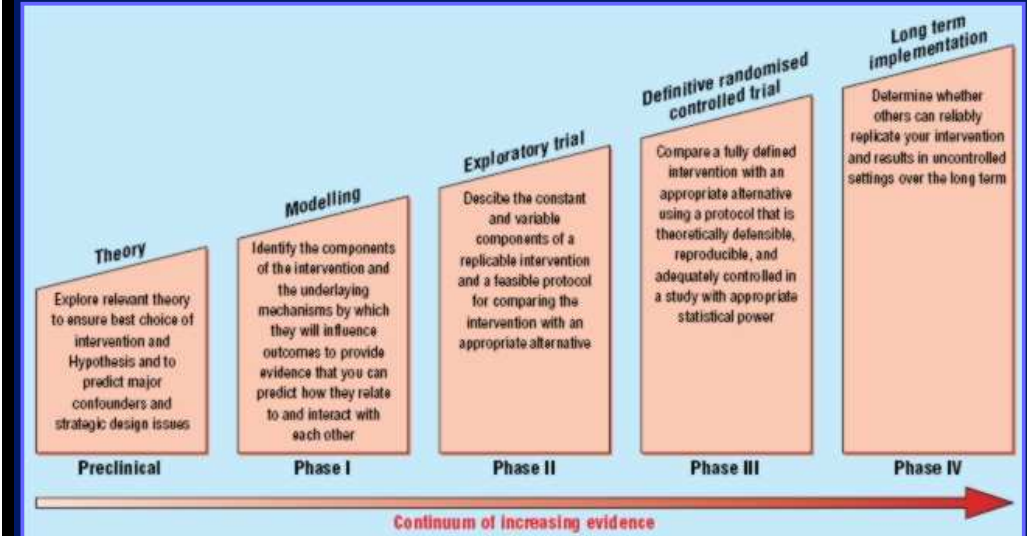 Theory
Explore relevant theory
to ensure best choice of
intervention and
Hypothesis and to
predict major
confounders and
strategic design issues
Preclinical
Modelling
Identify the components
of the intervention and
the underlaying
mechanisms by which
they will influence
outcomes to provide
evidence that you can
predict how they relate
to and interact with
each other
Phase I
Exploratory trial
Descibe the constant
and variable
components of a
replicable intervention
and a feasible protocol
for comparing the
intervention with an
appropriate alternative
Phase II
Definitive randomised
controlled trial
Compare a fully defined
intervention with an
appropriate alternative
using a protocol that is
theoretically defensible,
reproducible, and
adequately controlled in
a study with appropriate
statistical power
Phase III
Long term
implementation
Determine whether
others can reliably
replicate your intervention
and results in uncontrolled
settings over the long term
Phase IV
Continuum of increasing evidence